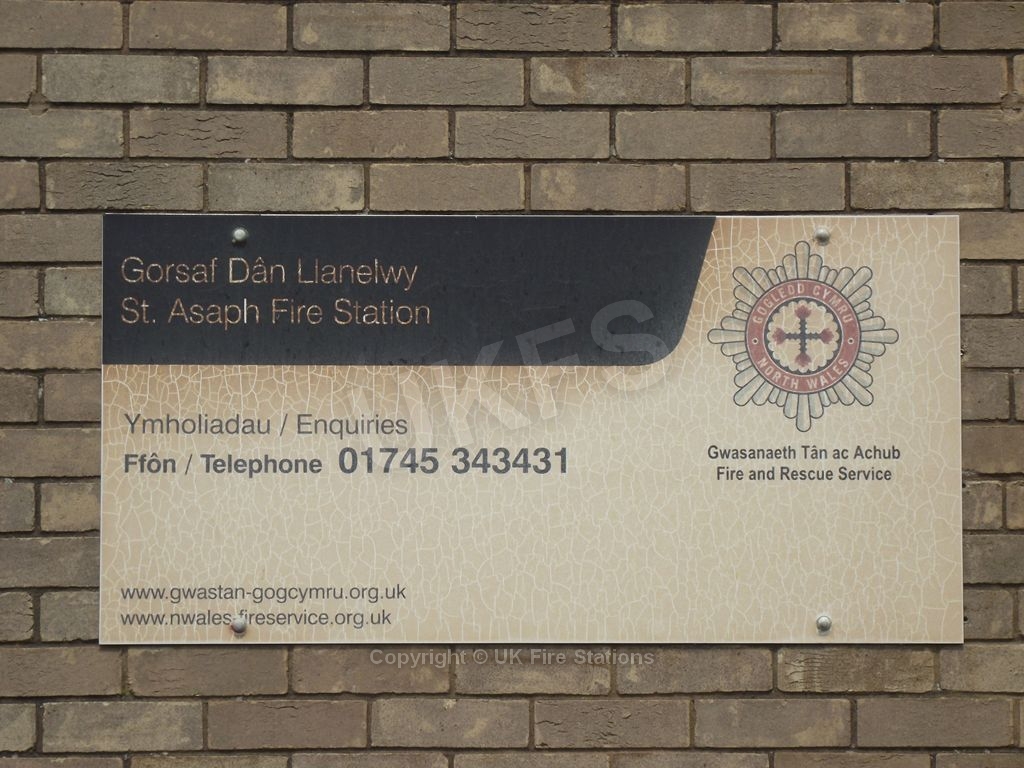 Gorsaf Dân Llanelwy
St. Asaph Fire Station
Ymholiadau / Enquiries
Ffôn / Telephone 01745 343431
GOGLEDD CYMRU
NORTH WALES
Gwasanaeth Tân ac Achub
Fire and Rescue Service
www.gwastan-gogcymru.org.uk
www.nwales-fireservice.org.uk
UKFS
Copyright © UK Fire Stations